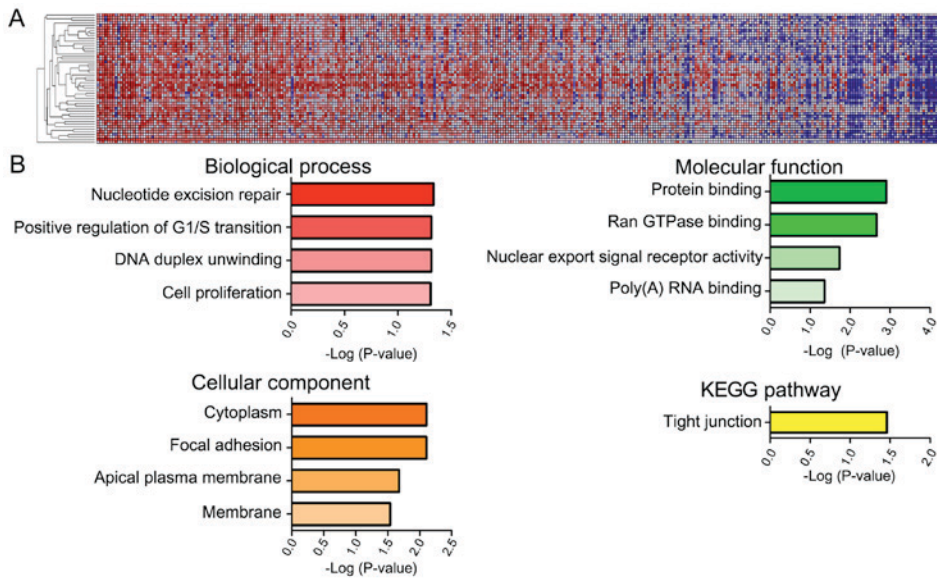 A
B
Biological process
Nucleotide excision repair
Positive regulation of G1/S transition
DNA duplex unwinding
Cell proliferation
0.0 0.5 1.0 1.5
-Log (P-value)
Molecular function
Protein binding
Ran GTPase binding
Nuclear export signal receptor activity
Poly(A) RNA binding
0.0 1.0 2.0 3.0 4.0
-Log (P-value)
Cellular component
Cytoplasm
Focal adhesion
Apical plasma membrane
Membrane
0.0 0.5 1.0 1.5 2.0 2.5
-Log (P-value)
KEGG pathway
Tight junction
0.0 0.5 1.0 1.5 2.0
-Log (P-value)